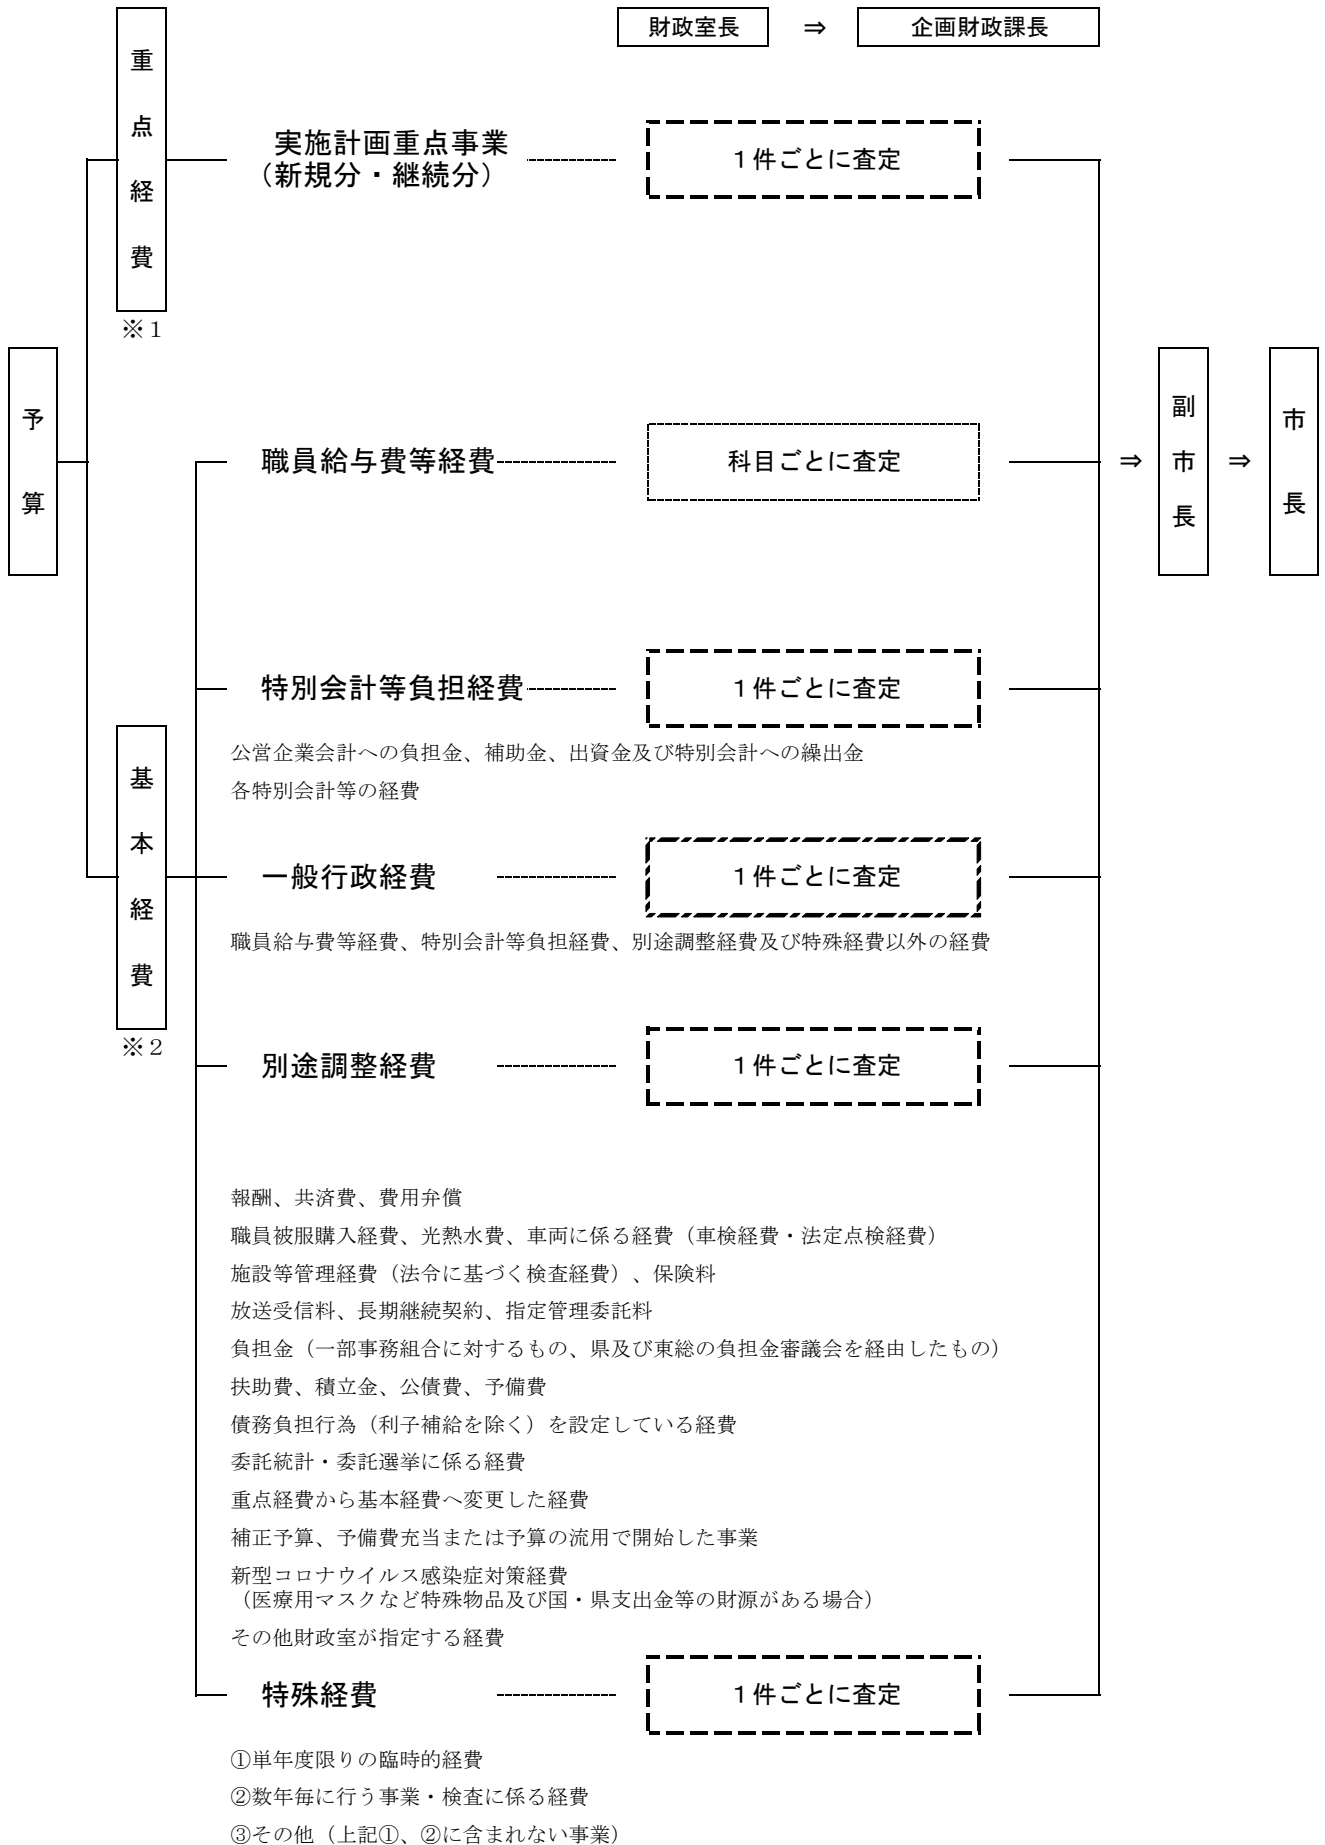 財政室長 ⇒ 企画財政課長
重点経費
※１
実施計画重点事業
（新規分・継続分）
１件ごとに査定
予算
職員給与費等経費
科目ごとに査定
⇒
副市長
⇒
市長
特別会計等負担経費
１件ごとに査定
公営企業会計への負担金、補助金、出資金及び特別会計への繰出金
各特別会計等の経費
基本経費
※２
一般行政経費
１件ごとに査定
職員給与費等経費、特別会計等負担経費、別途調整経費及び特殊経費以外の経費
別途調整経費
１件ごとに査定
報酬、共済費、費用弁償
職員被服購入経費、光熱水費、車両に係る経費（車検経費・法定点検経費）
施設等管理経費（法令に基づく検査経費）、保険料
放送受信料、長期継続契約、指定管理委託料
負担金（一部事務組合に対するもの、県及び東総の負担金審議会を経由したもの）
扶助費、積立金、公債費、予備費
債務負担行為（利子補給を除く）を設定している経費
委託統計・委託選挙に係る経費
重点経費から基本経費へ変更した経費
補正予算、予備費充当または予算の流用で開始した事業
新型コロナウイルス感染症対策経費
（医療用マスクなど特殊物品及び国・県支出金等の財源がある場合）
その他財政室が指定する経費
特殊経費
１件ごとに査定
①単年度限りの臨時的経費
②数年毎に行う事業・検査に係る経費
③その他（上記①、②に含まれない事業）